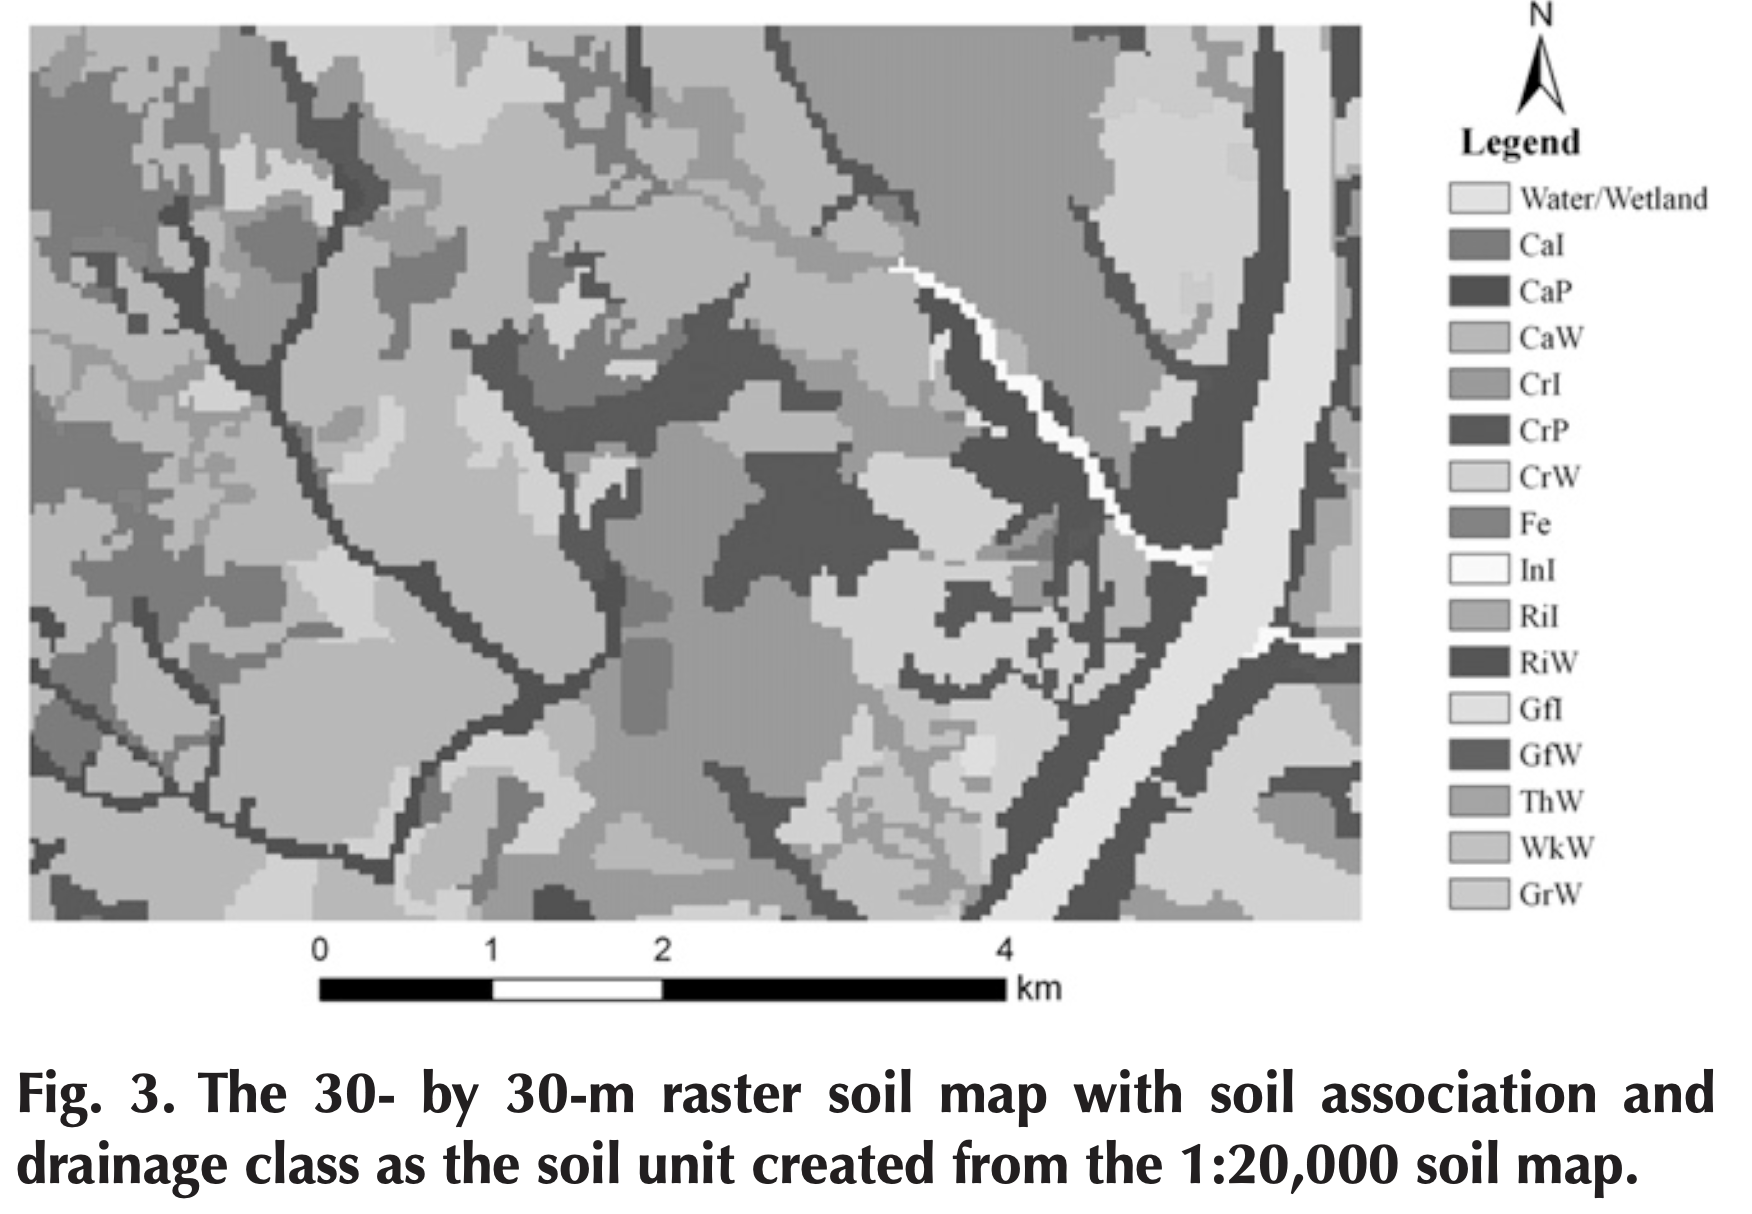 N
Legend
Water/Wetland
CaI
CaP
CaW
CrI
CrP
CrW
Fe
InI
RiI
RiW
GfI
GfW
ThW
WkW
GrW
0 1 2 4
km
Fig. 3. The 30- by 30-m raster soil map with soil association and
drainage class as the soil unit created from the 1:20,000 soil map.